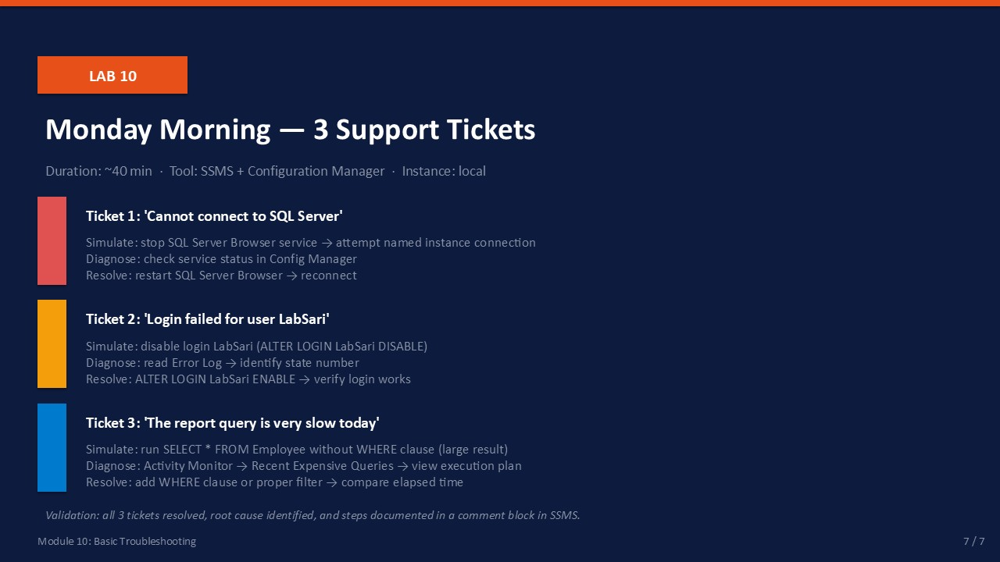 LAB 10
Monday Morning — 3 Support Tickets
Duration: ~40 min · Tool: SSMS + Configuration Manager · Instance: local
Ticket 1: 'Cannot connect to SQL Server'
Simulate: stop SQL Server Browser service → attempt named instance connection
Diagnose: check service status in Config Manager
Resolve: restart SQL Server Browser → reconnect
Ticket 2: 'Login failed for user LabSari'
Simulate: disable login LabSari (ALTER LOGIN LabSari DISABLE)
Diagnose: read Error Log → identify state number
Resolve: ALTER LOGIN LabSari ENABLE → verify login works
Ticket 3: 'The report query is very slow today'
Simulate: run SELECT * FROM Employee without WHERE clause (large result)
Diagnose: Activity Monitor → Recent Expensive Queries → view execution plan
Resolve: add WHERE clause or proper filter → compare elapsed time
Validation: all 3 tickets resolved, root cause identified, and steps documented in a comment block in SSMS.
Module 10: Basic Troubleshooting
7 / 7